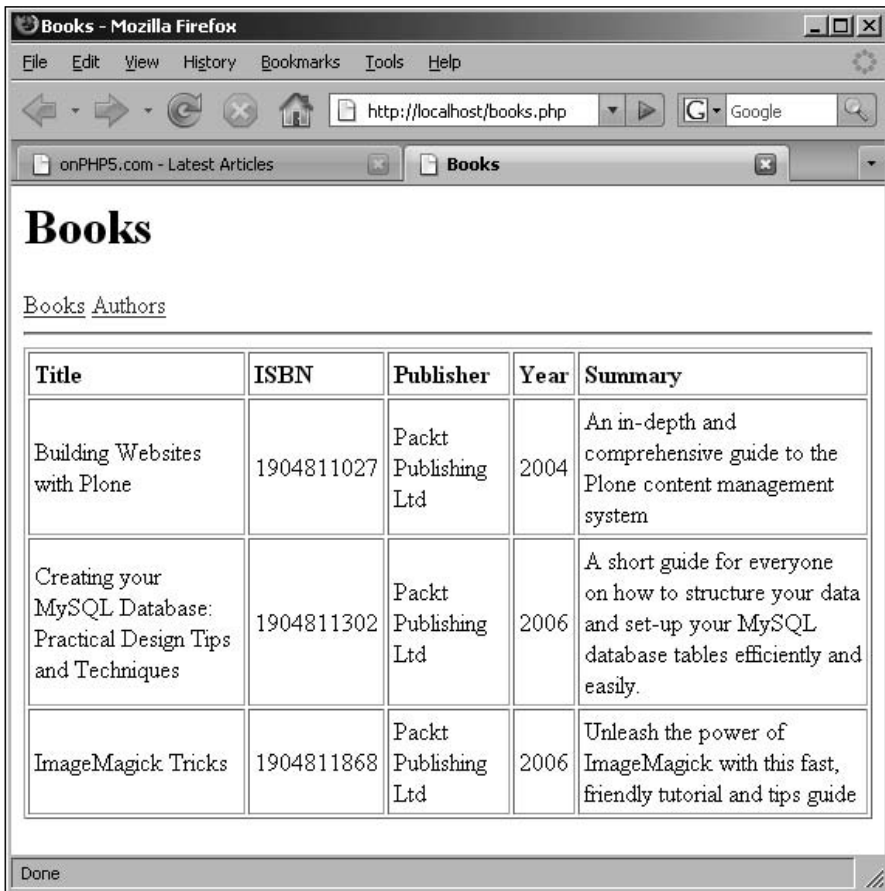 Books - Mozilla Firefox
File Edit View History Bookmarks Tools Help
http://localhost/books.php
G Google
onPHP5.com - Latest Articles
Books
Books
Books Authors
Title ISBN Publisher Year Summary
Building Websites
with Plone
1904811027
Packt
Publishing
Ltd
2004
An in-depth and
comprehensive guide to the
Plone content management
system
Creating your
MySQL Database:
Practical Design Tips
and Techniques
1904811302
Packt
Publishing
Ltd
2006
A short guide for everyone
on how to structure your data
and set-up your MySQL
database tables efficiently and
easily.
ImageMagick Tricks
1904811868
Packt
Publishing
Ltd
2006
Unleash the power of
ImageMagick with this fast,
friendly tutorial and tips guide
Done